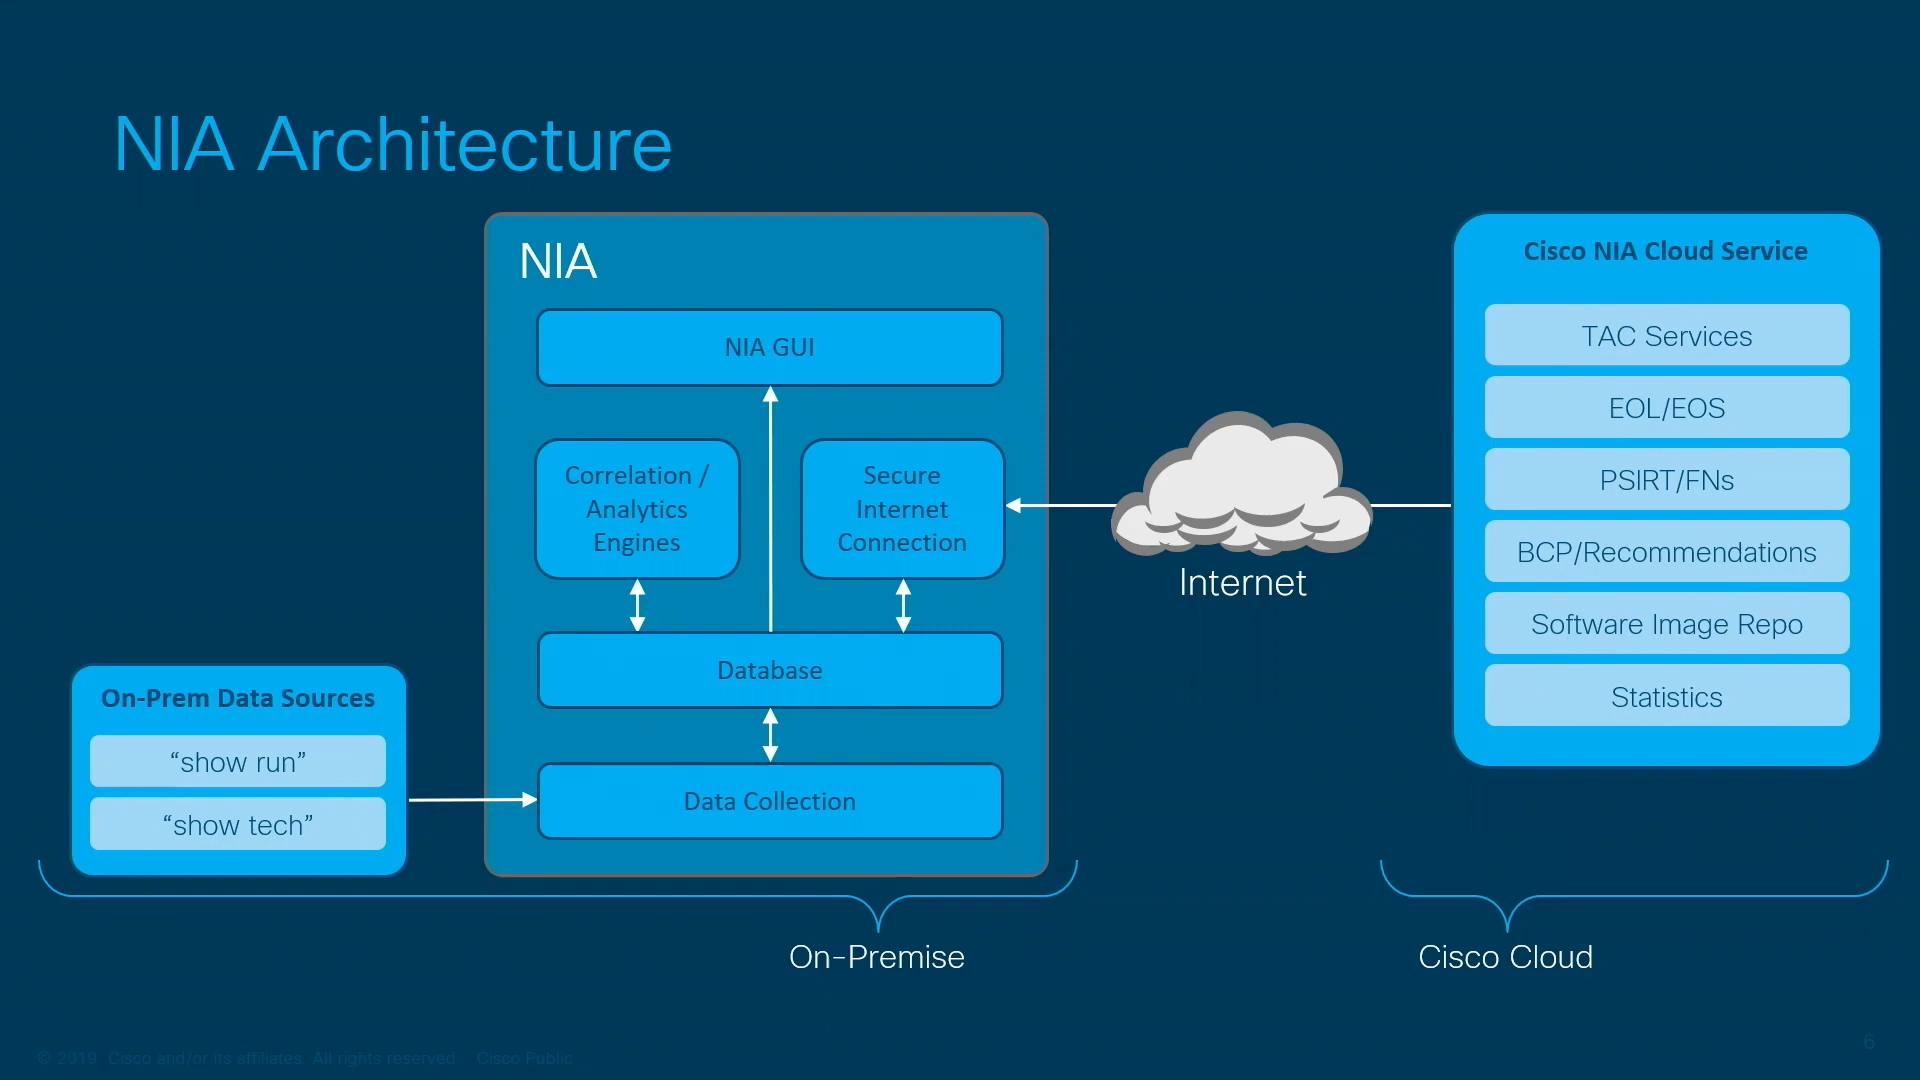 NIA Architecture
NIA
NIA GUI
Correlation /
Analytics
Engines
Secure
Internet
Connection
Database
Data Collection
On-Prem Data Sources
“show run”
“show tech”
Internet
Cisco NIA Cloud Service
TAC Services
EOL/EOS
PSIRT/FNs
BCP/Recommendations
Software Image Repo
Statistics
On-Premise
Cisco Cloud
© 2019 Cisco and/or its affiliates. All rights reserved. Cisco Public
6